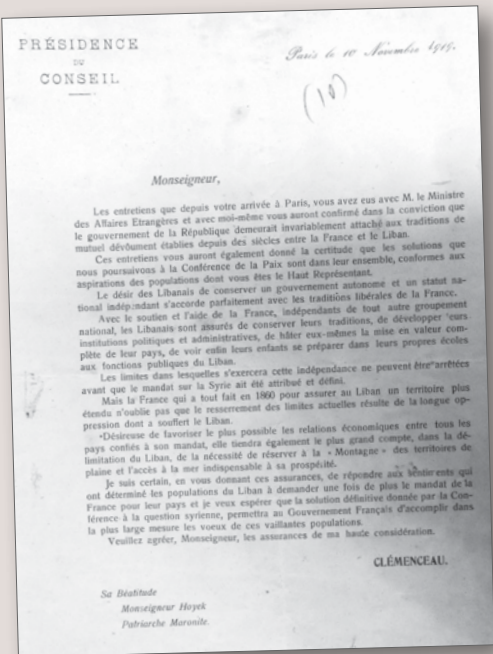 PRÉSIDENCE
DU
CONSEIL
Paris le 10 Novembre 1919.
(10)
Monseigneur,
Les entretiens que depuis votre arrivée à Paris, vous avez eus avec M. le Ministre
des Affaires Etrangères et avec moi-même vous auront confirmé dans la conviction que
le gouvernement de la République demeurait invariablement attaché aux traditions de
mutuel dévoûment établies depuis des siècles entre la France et le Liban.
Ces entretiens vous auront également donné la certitude que les solutions que
nous poursuivons à la Conférence de la Paix sont dans leur ensemble, conformes aux
aspirations des populations dont vous êtes le Haut Représentant.
Le désir des Libanais de conserver un gouvernement autonome et un statut na-
tional indépendant s'accorde parfaitement avec les traditions libérales de la France.
Avec le soutien et l'aide de la France, indépendants de tout autre groupement
national, les Libanais sont assurés de conserver leurs traditions, de développer leurs
institutions politiques et administratives, de hâter eux-mêmes la mise en valeur com-
plète de leur pays, de voir enfin leurs enfants se préparer dans leurs propres écoles
aux fonctions publiques du Liban.
Les limites dans lesquelles s'exercera cette indépendance ne peuvent être arrêtées
avant que le mandat sur la Syrie ait été attribué et défini.
Mais la France qui a tout fait en 1860 pour assurer au Liban un territoire plus
étendu n'oublie pas que le resserrement des limites actuelles résulte de la longue op-
pression dont a souffert le Liban.
Désireuse de favoriser le plus possible les relations économiques entre tous les
pays confiés à son mandat, elle tiendra également le plus grand compte, dans la dé-
limitation du Liban, de la nécessité de réserver à la « Montagne » des territoires de
plaine et l'accès à la mer indispensable à sa prospérité.
Je suis certain, en vous donnant ces assurances, de répondre aux sentiments qui
ont déterminé les populations du Liban à demander une fois de plus le mandat de la
France pour leur pays et je veux espérer que la solution définitive donnée par la Con-
férence à la question syrienne, permettra au Gouvernement Français d'accomplir dans
la plus large mesure les voeux de ces vaillantes populations.
Veuillez agréer, Monseigneur, les assurances de ma haute considération.
CLÉMENCEAU.
Sa Béatitude
Monseigneur Hoyek
Patriarche Maronite.